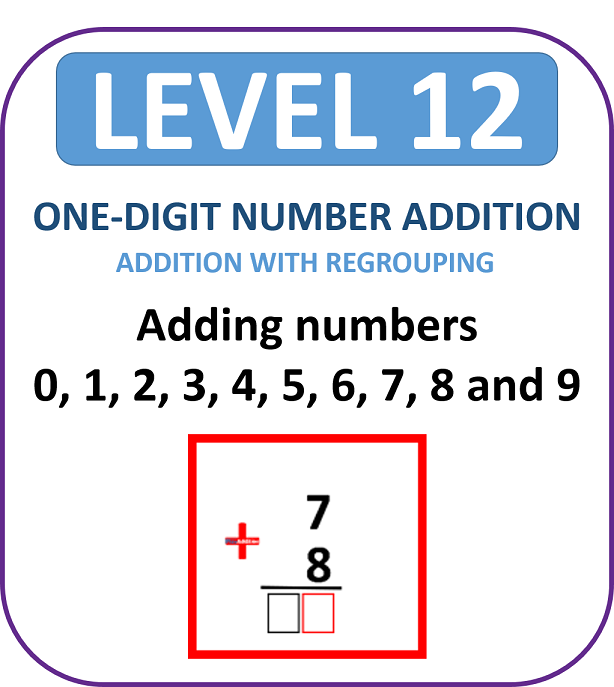 LEVEL 12
ONE-DIGIT NUMBER ADDITION
ADDITION WITH REGROUPING
Adding numbers
0, 1, 2, 3, 4, 5, 6, 7, 8 and 9
7
+
8